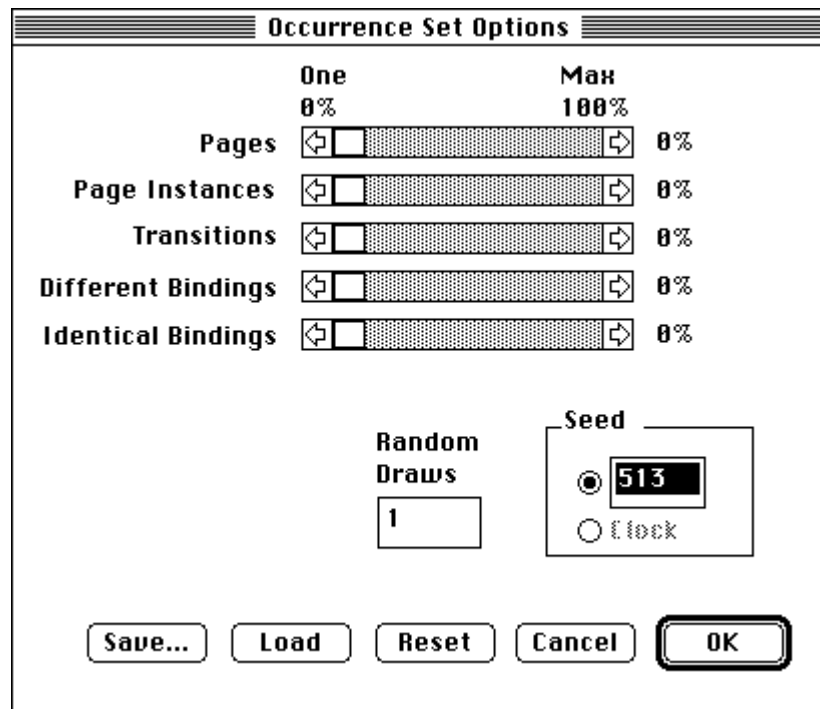 Occurrence Set Options
One Max
0% 100%
Pages 0%
Page Instances 0%
Transitions 0%
Different Bindings 0%
Identical Bindings 0%
Seed
Random
Draws
513
1
Clock
Save... Load Reset Cancel OK